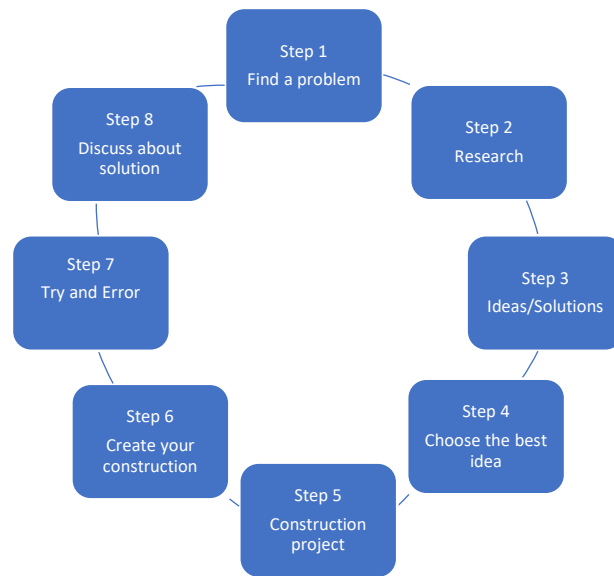 Step 1
Find a problem
Step 2
Research
Step 3
Ideas/Solutions
Step 4
Choose the best
idea
Step 5
Construction
project
Step 6
Create your
construction
Step 7
Try and Error
Step 8
Discuss about
solution